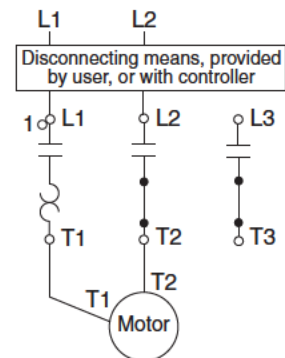 L1 L2
Disconnecting means, provided
by user, or with controller
1 L1 L2 L3
T1 T2 T3
T1 T2
Motor